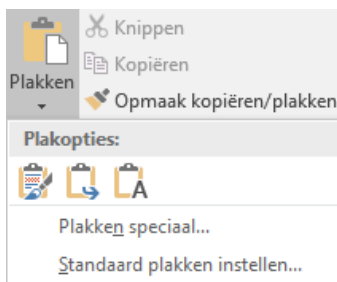 Knippen
Kopiëren
Plakken
Opmaak kopiëren/plakken
Plakopties:
A
Plakken speciaal...
Standaard plakken instellen...